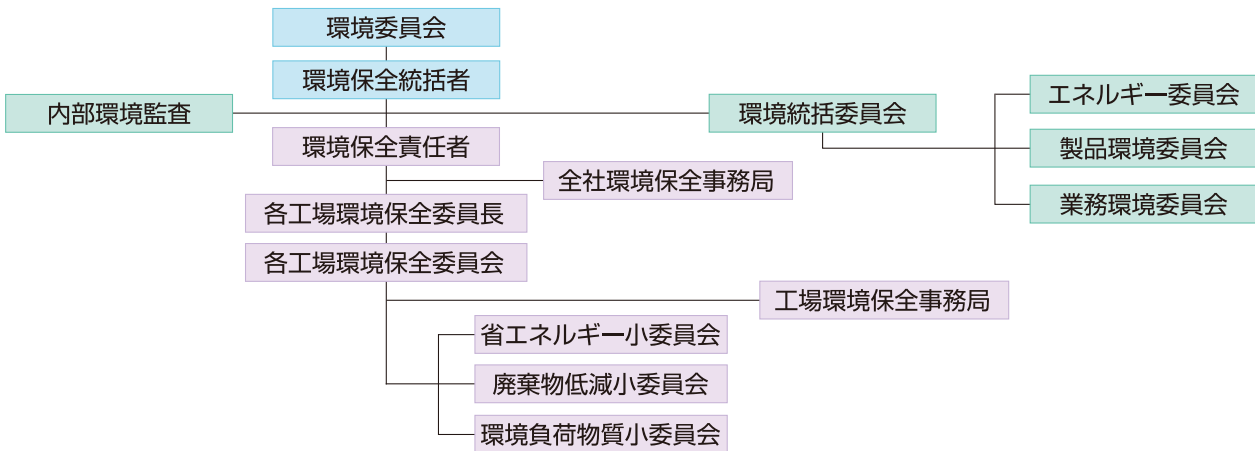 環境委員会
環境保全統括者
内部環境監査
環境統括委員会
エネルギー委員会
製品環境委員会
業務環境委員会
環境保全責任者
全社環境保全事務局
各工場環境保全委員長
各工場環境保全委員会
工場環境保全事務局
省エネルギー小委員会
廃棄物低減小委員会
環境負荷物質小委員会